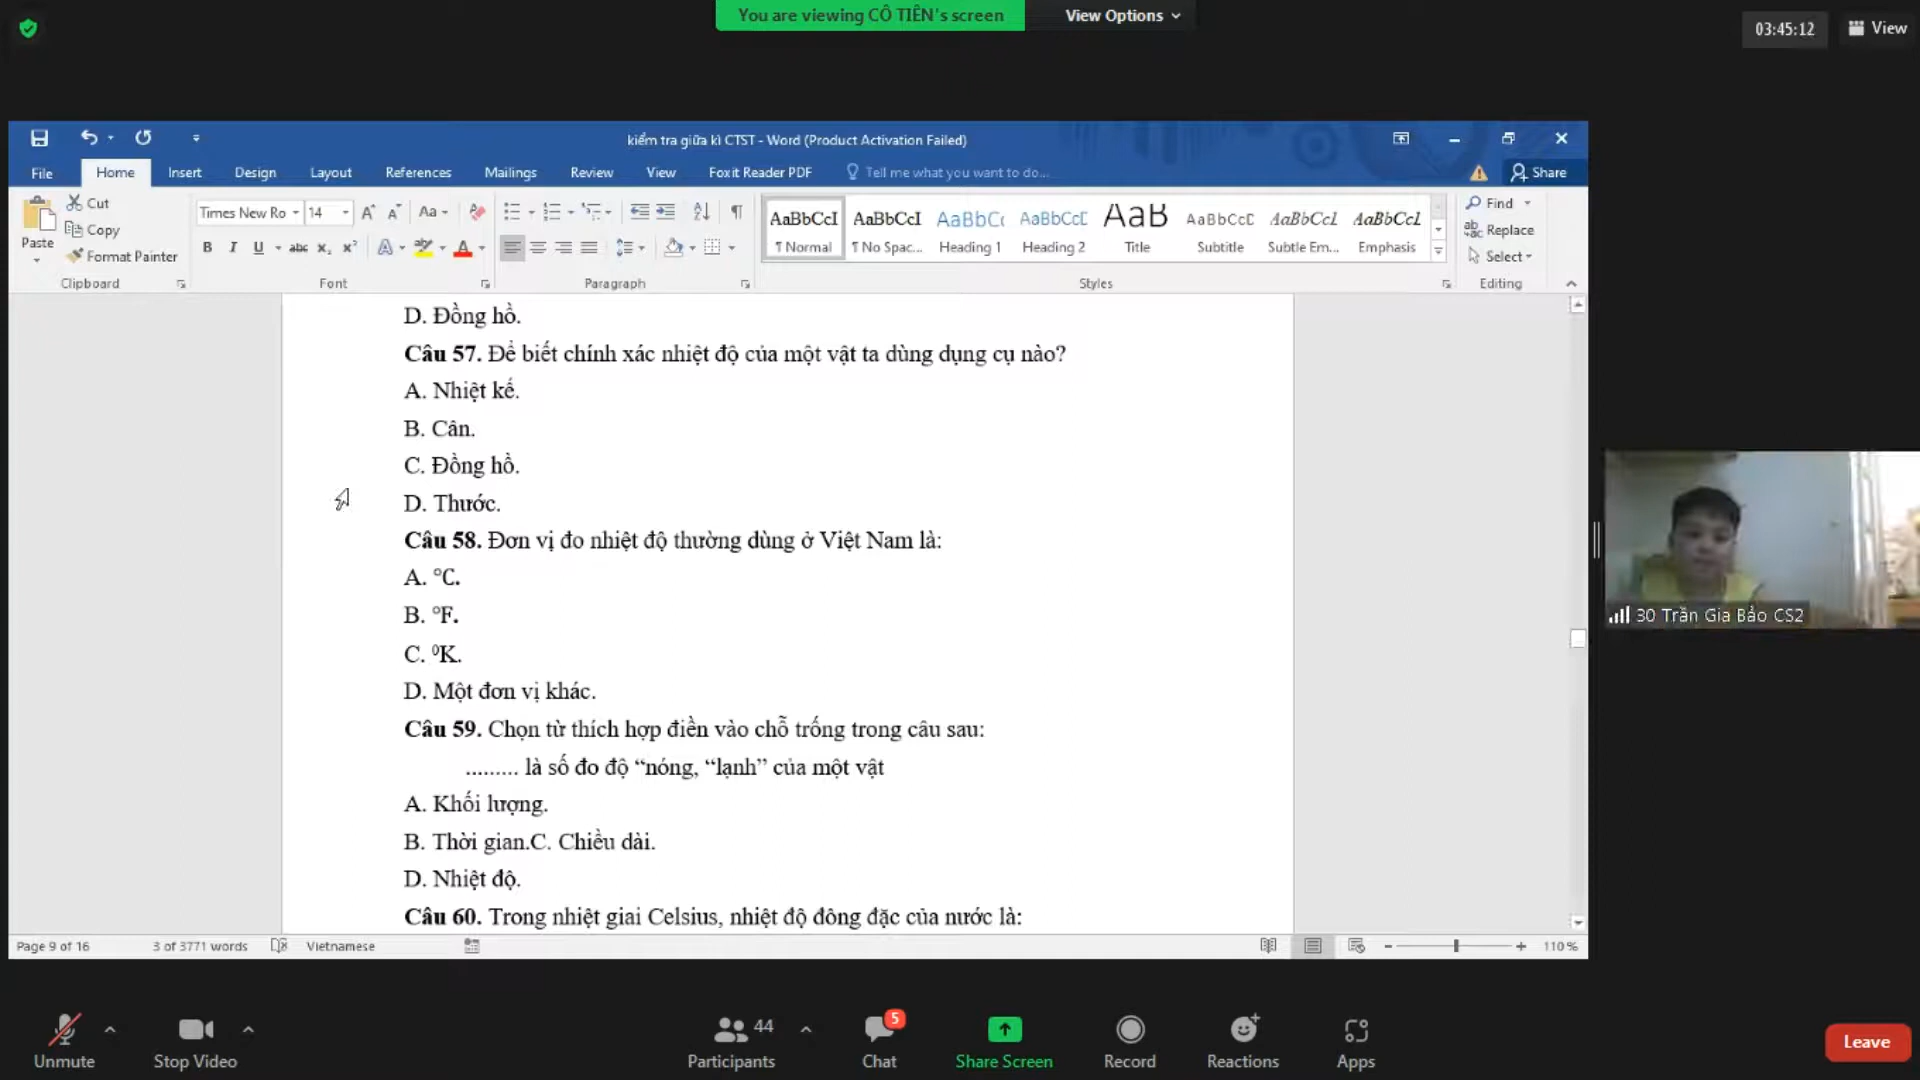 You are viewing CÔ TIÊN's screen
View Options
03:45:12
View
kiểm tra giữa kì CTST - Word (Product Activation Failed)
File
Home
Insert
Design
Layout
References
Mailings
Review
View
Foxit Reader PDF
Tell me what you want to do...
Share
Paste
Cut
Copy
Format Painter
Clipboard
Times New Ro
14
Font
Paragraph
AaBbCcI
¶ Normal
AaBbCcI
¶ No Spac...
AaBbCc
Heading 1
AaBbCcC
Heading 2
AaB
Title
AaBbCcC
Subtitle
AaBbCcI
Subtle Em...
AaBbCcI
Emphasis
Styles
Find
Replace
Select
Editing
D. Đồng hồ.
Câu 57. Để biết chính xác nhiệt độ của một vật ta dùng dụng cụ nào?
A. Nhiệt kế.
B. Cân.
C. Đồng hồ.
D. Thước.
Câu 58. Đơn vị đo nhiệt độ thường dùng ở Việt Nam là:
A. °C.
B. °F.
C. ⁰K.
D. Một đơn vị khác.
Câu 59. Chọn từ thích hợp điền vào chỗ trống trong câu sau:
......... là số đo độ “nóng, “lạnh” của một vật
A. Khối lượng.
B. Thời gian.C. Chiều dài.
D. Nhiệt độ.
Câu 60. Trong nhiệt giai Celsius, nhiệt độ đông đặc của nước là:
30 Trần Gia Bảo CS2
Page 9 of 16
3 of 3771 words
Vietnamese
110 %
Unmute
Stop Video
Participants
44
Chat
5
Share Screen
Record
Reactions
Apps
Leave